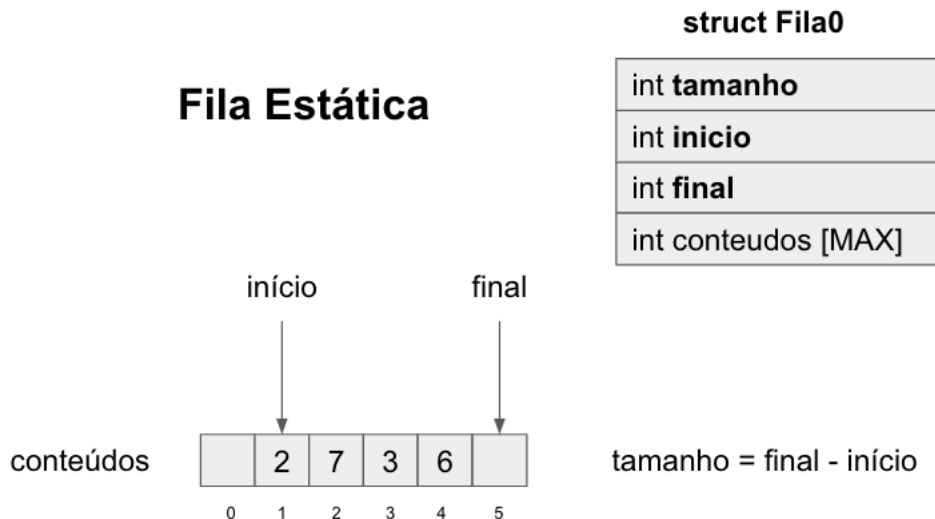 struct Fila0
Fila Estática
int tamanho
int inicio
int final
int conteudos [MAX]
início final
conteúdos 2 7 3 6 tamanho = final - início
0 1 2 3 4 5